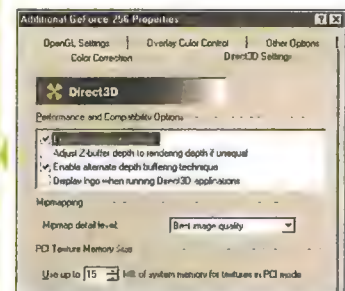 Additional GeForce 256 Properties
OpenGL Settings
Overlay Color Control
Other Options
Color Correction
Direct3D Settings
Direct3D
Performance and Compatibility Options
Adjust Z-buffer depth to rendering depth if unequal
Enable alternate depth buffering technique
Display logo when running Direct3D applications
Mipmapping
Mipmap detail level:
Best image quality
PCI Texture Memory Size
Use up to 15 MB of system memory for textures in PCI mode